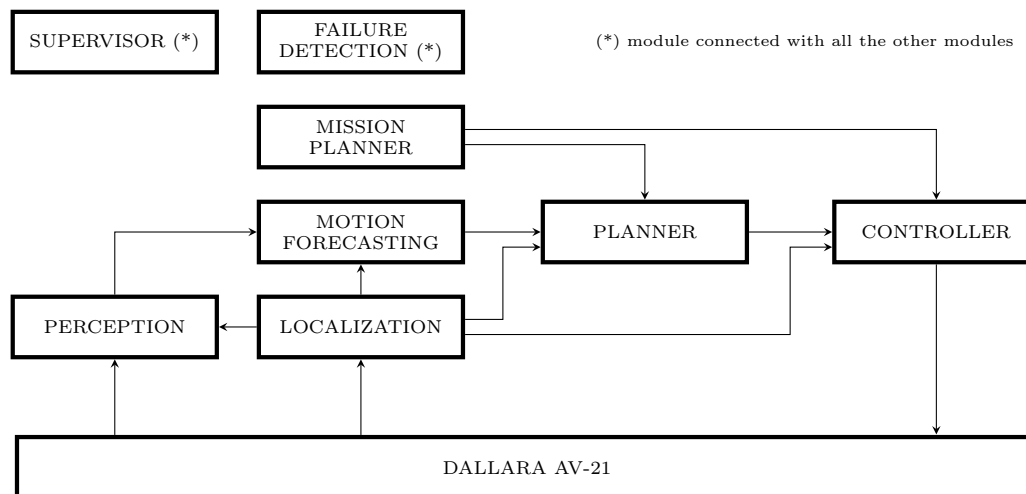 SUPERVISOR (*)
FAILURE
DETECTION (*)
(*) module connected with all the other modules
MISSION
PLANNER
MOTION
FORECASTING
PLANNER
CONTROLLER
PERCEPTION
LOCALIZATION
DALLARA AV-21